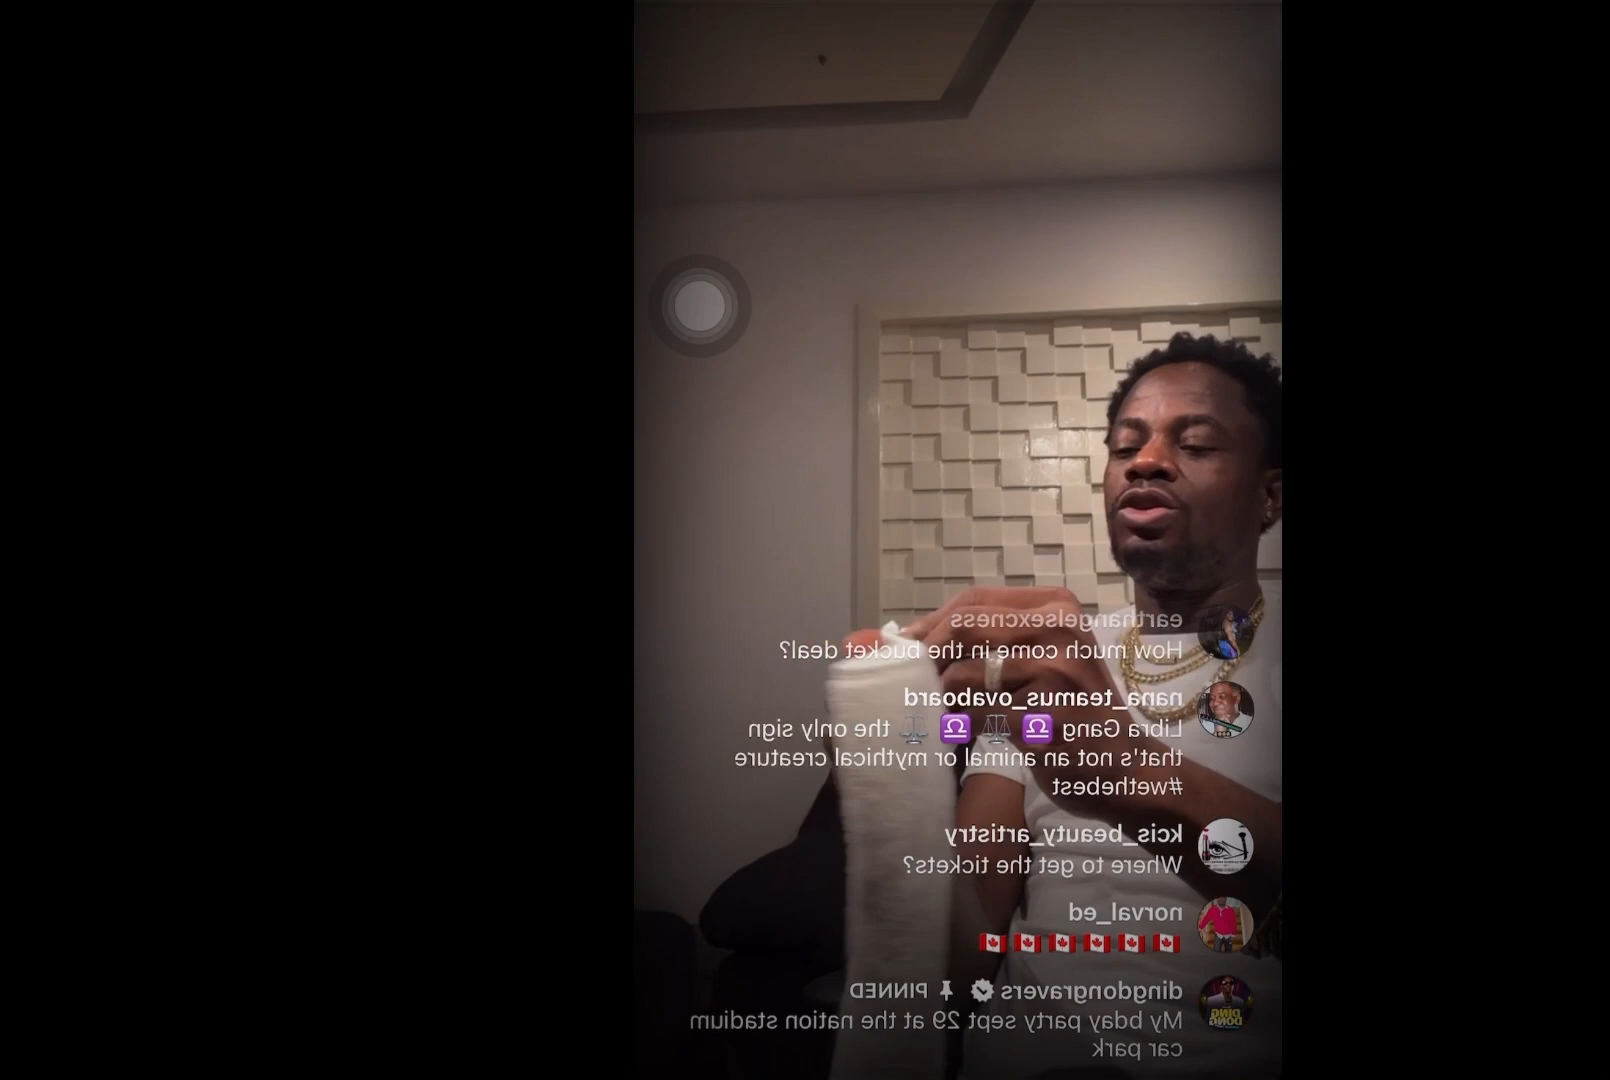 earthangelsexcness
How much come in the bucket deal?
nana_teamus_ovaboard
Libra Gang ♎ ⚖️ ♎ ⚖️ the only sign
that's not an animal or mythical creature
#wethebest
kcis_beauty_artistry
Where to get the tickets?
norval_ed
🇨🇦 🇨🇦 🇨🇦 🇨🇦 🇨🇦 🇨🇦
dingdongravers PINNED
My bday party sept 29 at the nation stadium
car park
DING
DONG